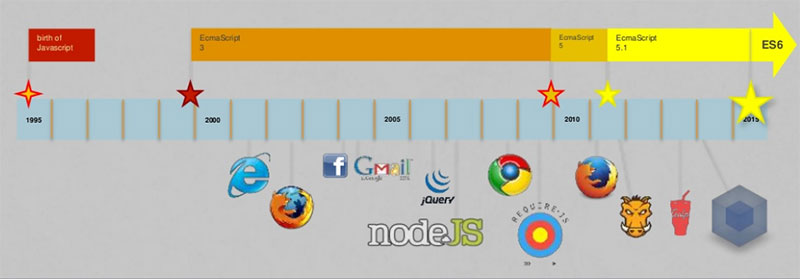 birth of
Javascript
EcmaScript
3
EcmaScript
5
EcmaScript
5.1
ES6
1995
2000
2005
2010
2015
f
Gmail
jQuery
nodeJS
REQUIRE·JS